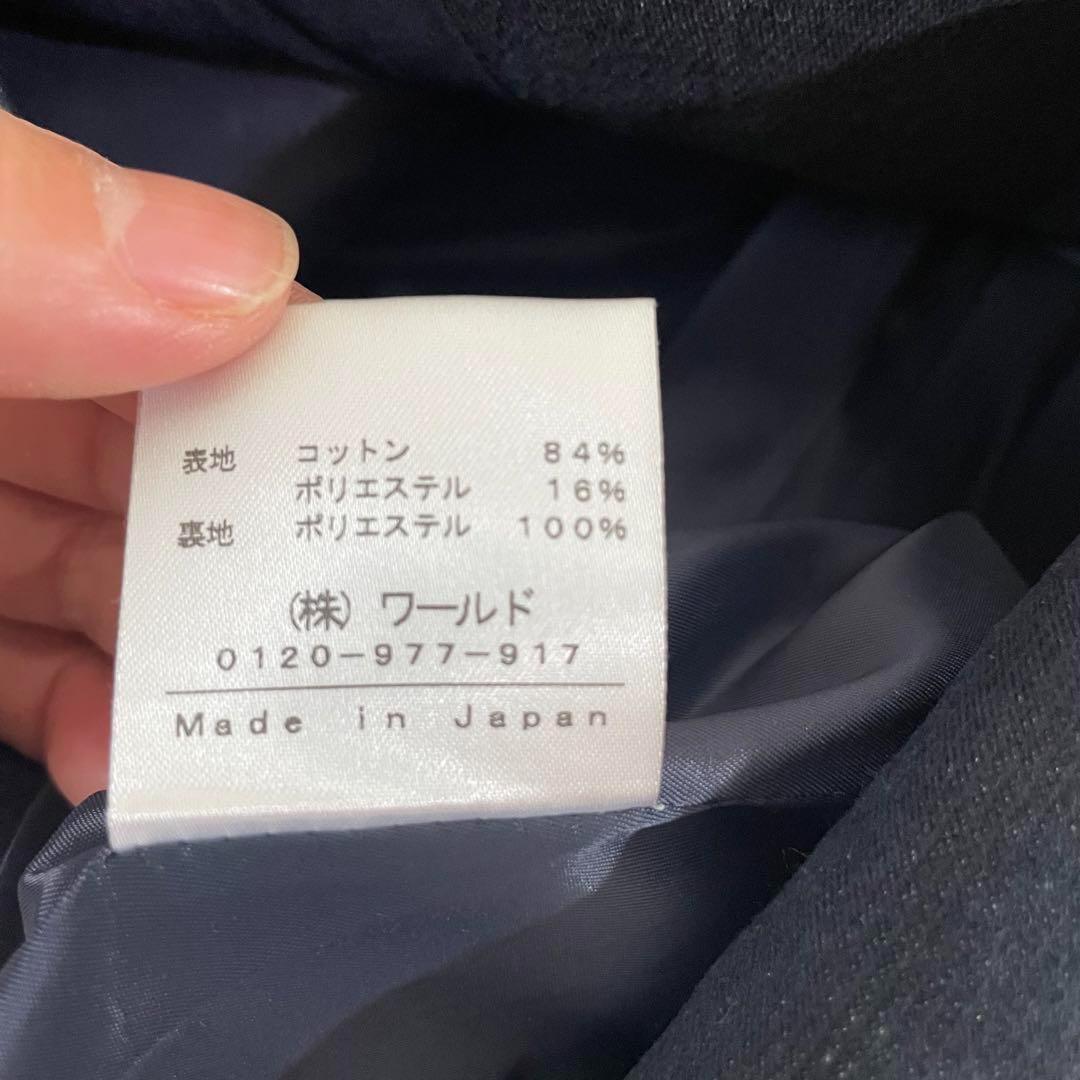 表地 コットン 84%
ポリエステル 16%
裏地 ポリエステル 100%
(株) ワールド
0120-977-917
Made in Japan